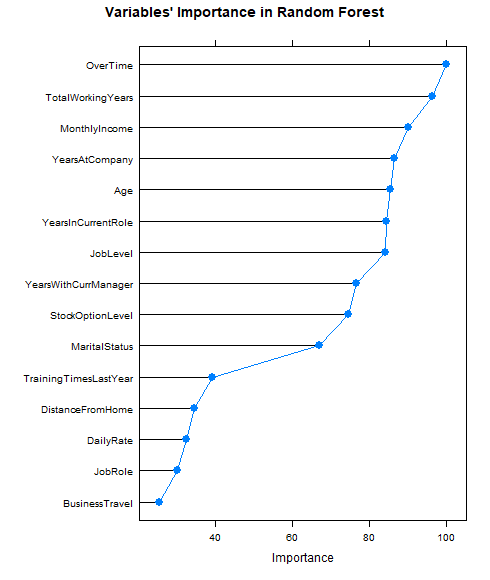 Variables' Importance in Random Forest
OverTime
TotalWorkingYears
MonthlyIncome
YearsAtCompany
Age
YearsInCurrentRole
JobLevel
YearsWithCurrManager
StockOptionLevel
MaritalStatus
TrainingTimesLastYear
DistanceFromHome
DailyRate
JobRole
BusinessTravel
40 60 80 100
Importance